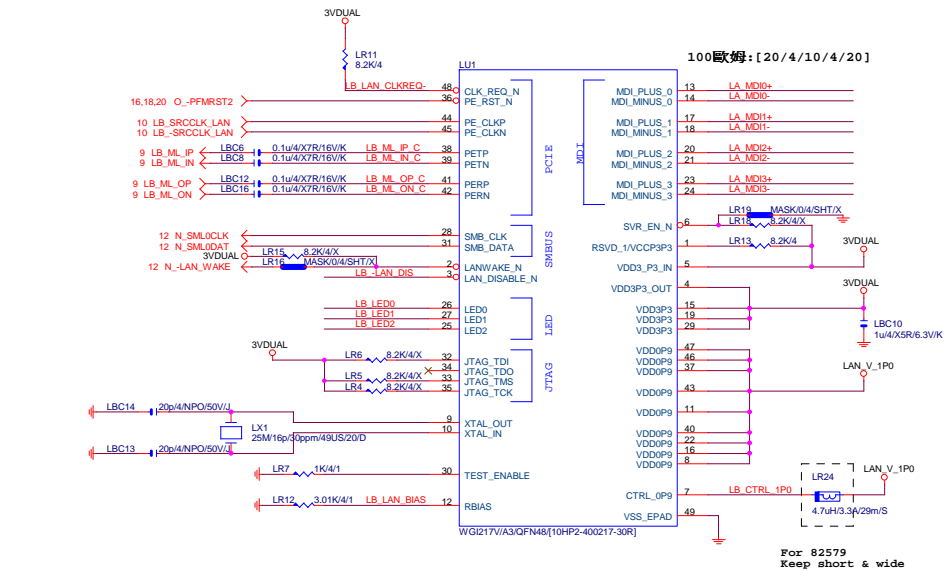 3VDUAL
LR11
8.2K/4
100歐姆:[20/4/10/4/20]
LU1
LB_LAN_CLKREQ-
48
CLK_REQ_N
MDI_PLUS_0
13
LA_MDI0+
16,18,20 O_-PFMRST2
36
PE_RST_N
MDI_MINUS_0
14
LA_MDI0-
10 LB_SRCCLK_LAN
44
PE_CLKP
MDI_PLUS_1
17
LA_MDI1+
10 LB_-SRCCLK_LAN
45
PE_CLKN
MDI_MINUS_1
18
LA_MDI1-
9 LB_ML_IP
LBC6
0.1u/4/X7R/16V/K
LB_ML_IP_C
38
PETP
PCIE
MDI
MDI_PLUS_2
20
LA_MDI2+
9 LB_ML_IN
LBC8
0.1u/4/X7R/16V/K
LB_ML_IN_C
39
PETN
MDI_MINUS_2
21
LA_MDI2-
9 LB_ML_OP
LBC12
0.1u/4/X7R/16V/K
LB_ML_OP_C
41
PERP
MDI_PLUS_3
23
LA_MDI3+
9 LB_ML_ON
LBC16
0.1u/4/X7R/16V/K
LB_ML_ON_C
42
PERN
MDI_MINUS_3
24
LA_MDI3-
LR19
MASK/0/4/SHT/X
SVR_EN_N
6
LR18
8.2K/4/X
12 N_SML0CLK
28
SMB_CLK
12 N_SML0DAT
31
SMB_DATA
SMBUS
RSVD_1/VCCP3P3
1
LR13
8.2K/4
3VDUAL
3VDUAL
LR15
8.2K/4/X
12 N_-LAN_WAKE
LR16
MASK/0/4/SHT/X
2
LANWAKE_N
VDD3_P3_IN
5
LB_-LAN_DIS
3
LAN_DISABLE_N
VDD3P3_OUT
4
3VDUAL
LB_LED0
26
LED0
VDD3P3
15
LB_LED1
27
LED1
LED
VDD3P3
19
LB_LED2
25
LED2
VDD3P3
29
LBC10
1u/4/X5R/6.3V/K
3VDUAL
LR6
8.2K/4/X
32
JTAG_TDI
VDD0P9
47
34
JTAG_TDO
VDD0P9
46
LR5
8.2K/4/X
33
JTAG_TMS
JTAG
VDD0P9
37
LAN_V_1P0
LR4
8.2K/4/X
35
JTAG_TCK
VDD0P9
43
LBC14
20p/4/NPO/50V/J
9
XTAL_OUT
VDD0P9
11
LX1
25M/16p/30ppm/49US/20/D
10
XTAL_IN
VDD0P9
40
VDD0P9
22
LBC13
20p/4/NPO/50V/J
VDD0P9
16
VDD0P9
8
LR7
1K/4/1
30
TEST_ENABLE
LR24
LAN_V_1P0
CTRL_0P9
7
LB_CTRL_1P0
LR12
3.01K/4/1
LB_LAN_BIAS
12
RBIAS
4.7uH/3.3A/29m/S
VSS_EPAD
49
WGI217V/A3/QFN48/[10HP2-400217-30R]
For 82579
Keep short & wide